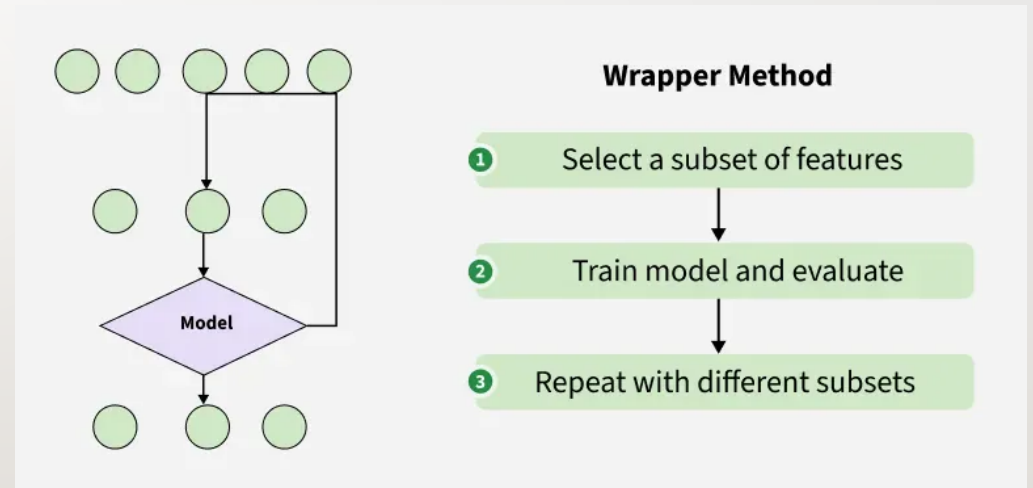 Wrapper Method
1 Select a subset of features
2 Train model and evaluate
Model
3 Repeat with different subsets